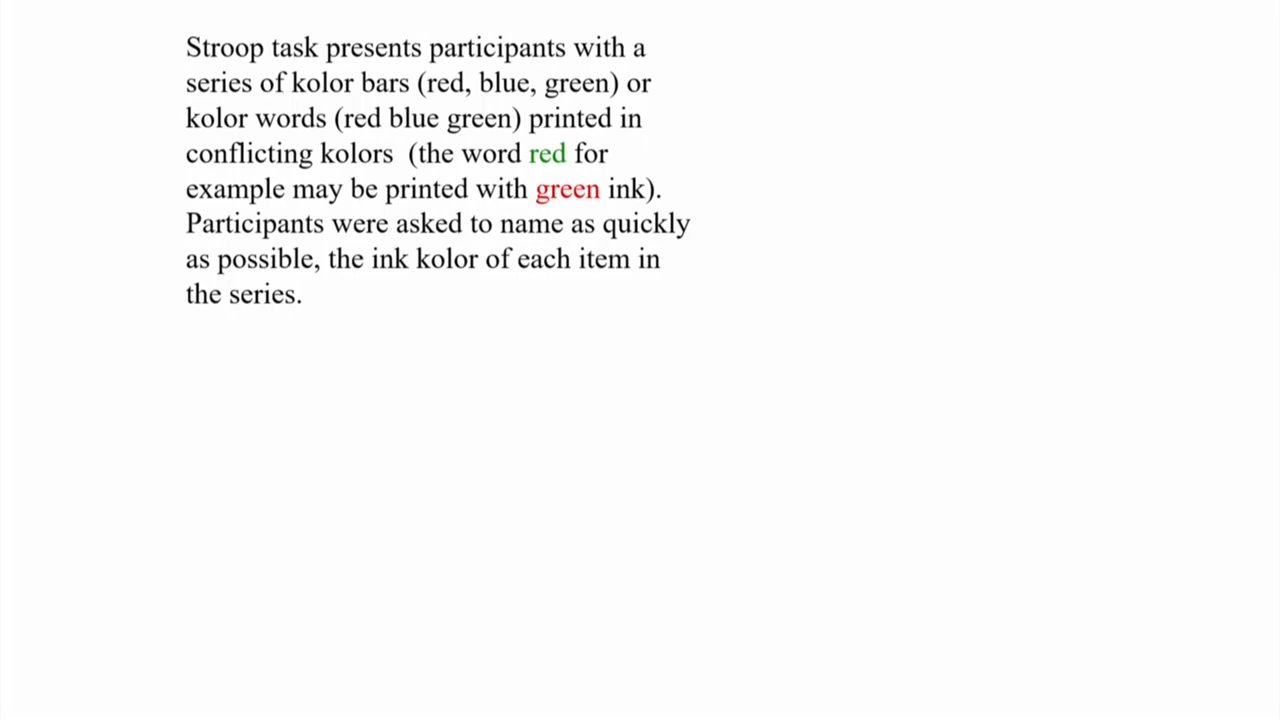 Stroop task presents participants with a
series of kolor bars (red, blue, green) or
kolor words (red blue green) printed in
conflicting kolors  (the word red for
example may be printed with green ink).
Participants were asked to name as quickly
as possible, the ink kolor of each item in
the series.